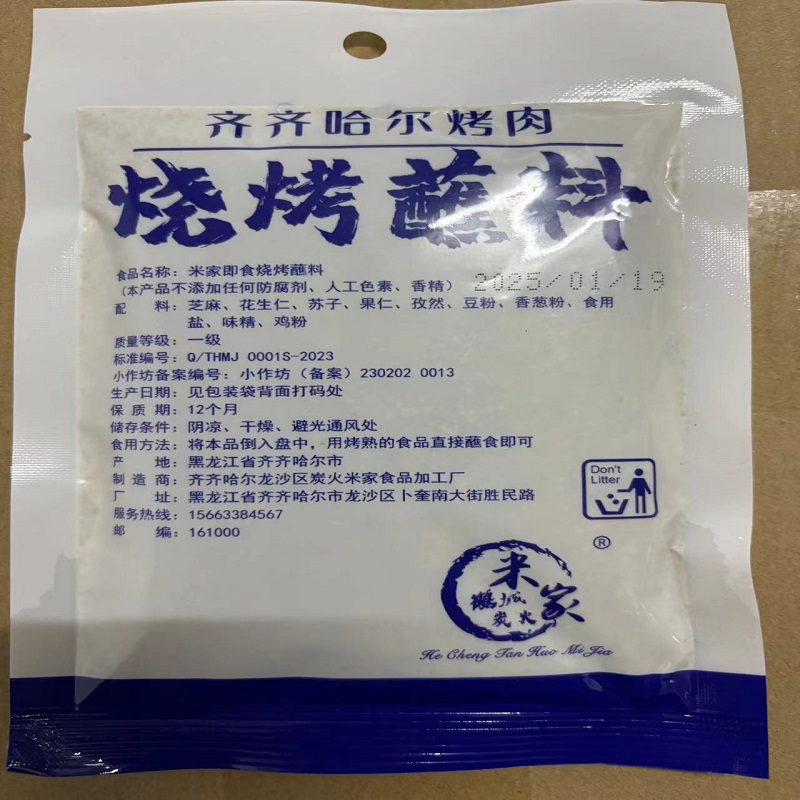 齐齐哈尔烤肉
烧烤蘸料
食品名称：米家即食烧烤蘸料
(本产品不添加任何防腐剂、人工色素、香精)
2025/01/19
配 料：芝麻、花生仁、苏子、果仁、孜然、豆粉、香葱粉、食用
盐、味精、鸡粉
质量等级：一级
标准编号：Q/THMJ 0001S-2023
小作坊备案编号：小作坊（备案）230202 0013
生产日期：见包装袋背面打码处
保 质 期：12个月
储存条件：阴凉、干燥、避光通风处
食用方法：将本品倒入盘中，用烤熟的食品直接蘸食即可
产 地：黑龙江省齐齐哈尔市
制 造 商：齐齐哈尔龙沙区炭火米家食品加工厂
厂 址：黑龙江省齐齐哈尔市龙沙区卜奎南大街胜民路
服务热线：15663384567
邮 编：161000
Don't
Litter
®
米家
鹤城
炭火
He Cheng Tan Huo Mi Jia